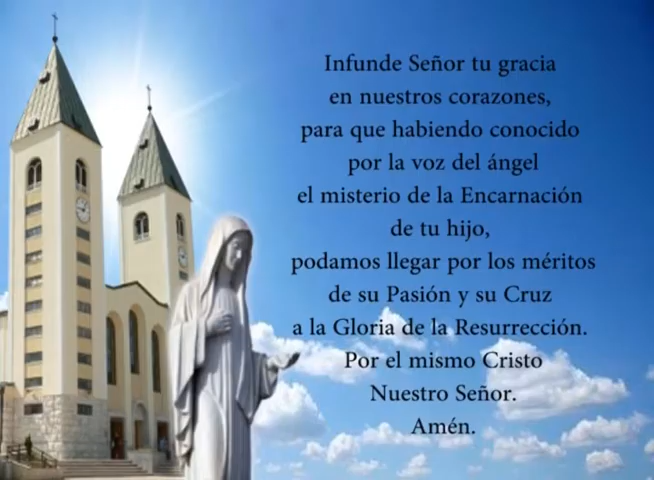 Infunde Señor tu gracia
en nuestros corazones,
para que habiendo conocido
por la voz del ángel
el misterio de la Encarnación
de tu hijo,
podamos llegar por los méritos
de su Pasión y su Cruz
a la Gloria de la Resurrección.
Por el mismo Cristo
Nuestro Señor.
Amén.